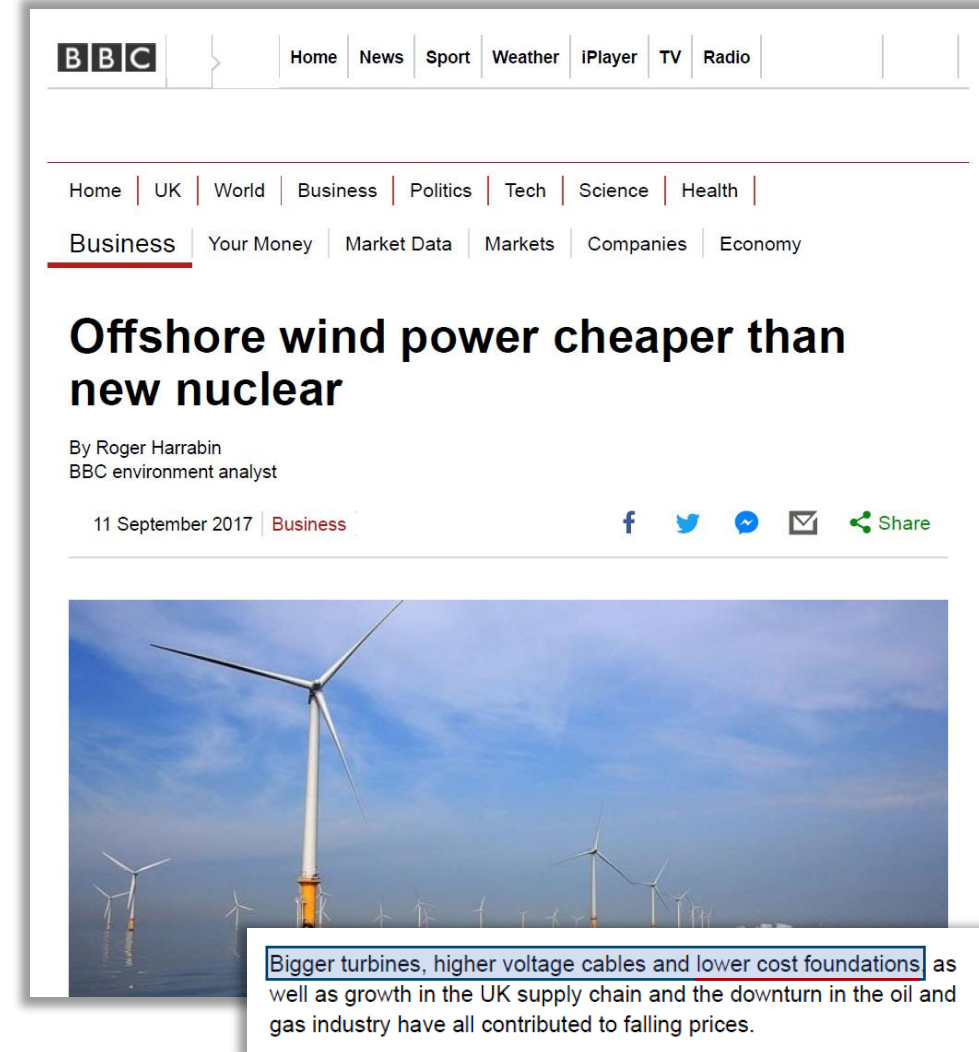 BBC
Home News Sport Weather iPlayer TV Radio
Home UK World Business Politics Tech Science Health
Business Your Money Market Data Markets Companies Economy
Offshore wind power cheaper than
new nuclear
By Roger Harrabin
BBC environment analyst
11 September 2017 Business
Share
Bigger turbines, higher voltage cables and lower cost foundations, as
well as growth in the UK supply chain and the downturn in the oil and
gas industry have all contributed to falling prices.